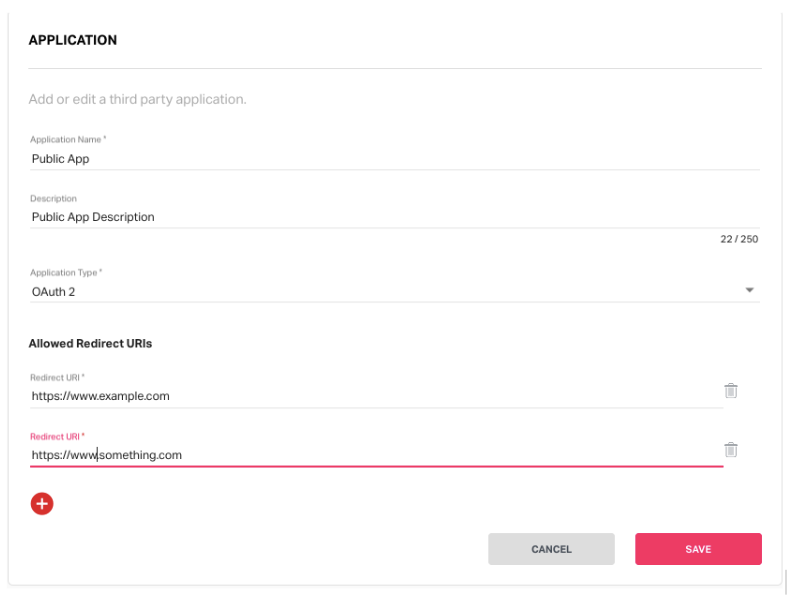 APPLICATION
Add or edit a third party application.
Application Name *
Public App
Description
Public App Description
22 / 250
Application Type *
OAuth 2
Allowed Redirect URIs
Redirect URI *
https://www.example.com
Redirect URI *
https://www.something.com
CANCEL SAVE